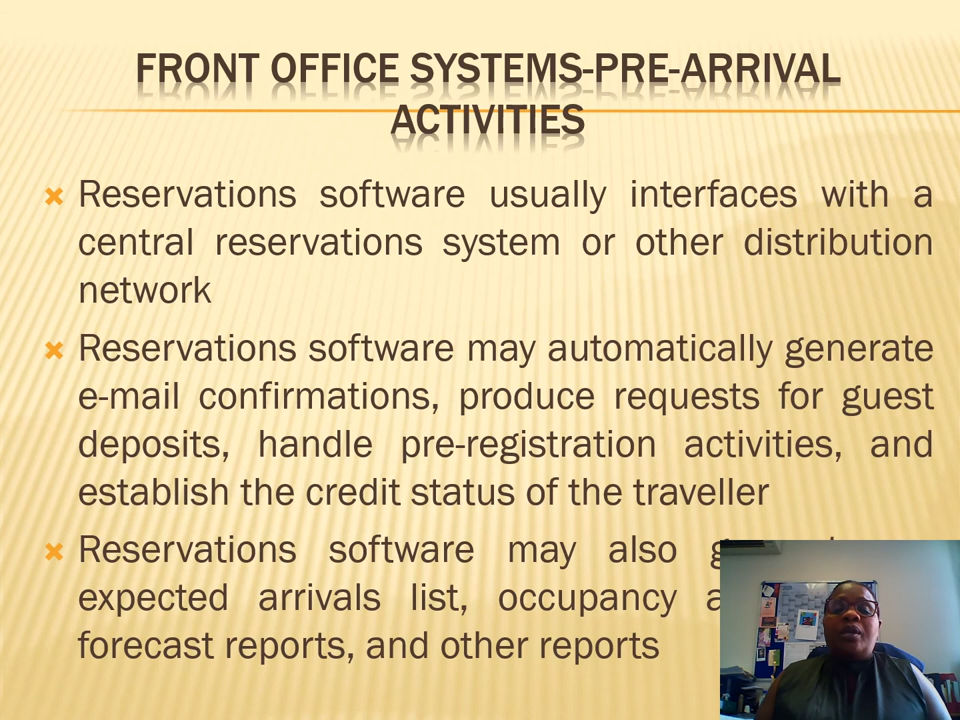 FRONT OFFICE SYSTEMS-PRE-ARRIVAL
ACTIVITIES
Reservations software usually interfaces with a
central reservations system or other distribution
network
Reservations software may automatically generate
e-mail confirmations, produce requests for guest
deposits, handle pre-registration activities, and
establish the credit status of the traveller
Reservations software may also
expected arrivals list, occupancy
forecast reports, and other reports